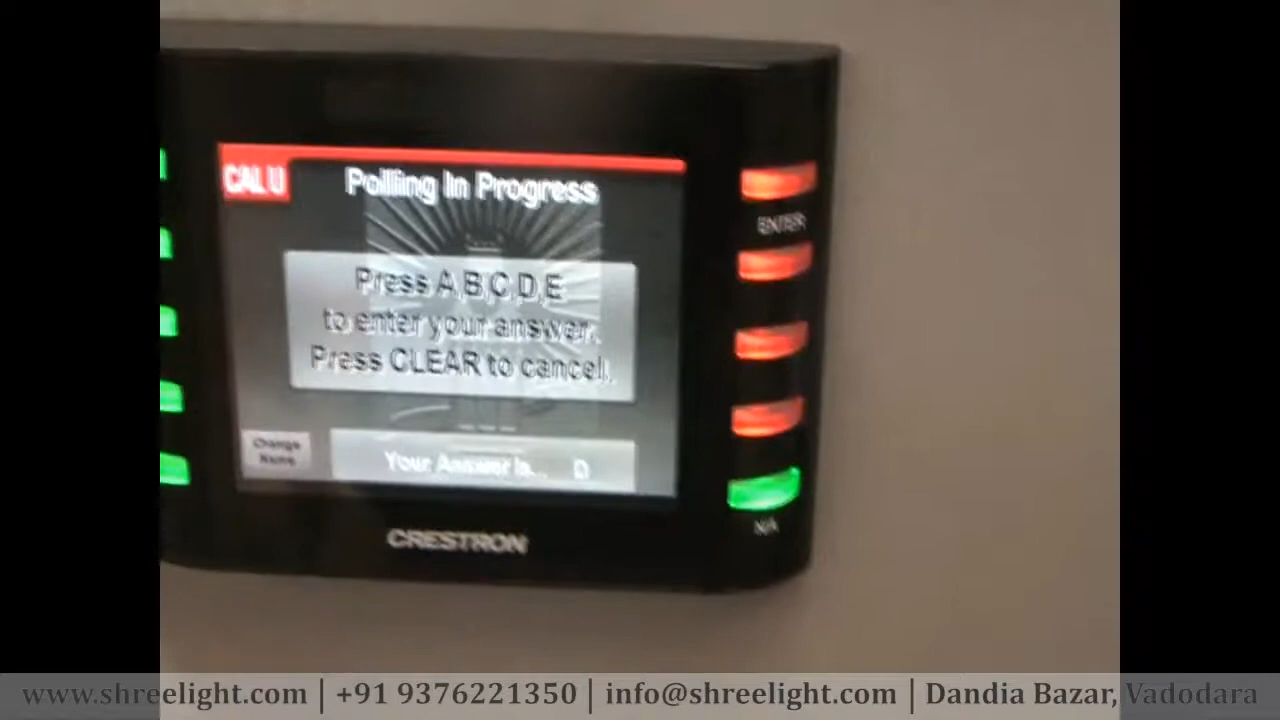 CAL U
Polling In Progress
ENTER
Press A,B,C,D,E
to enter your answer.
Press CLEAR to cancel.
Change
Name
Your Answer is... D
N/A
CRESTRON
www.shreelight.com | +91 9376221350 | info@shreelight.com | Dandia Bazar, Vadodara